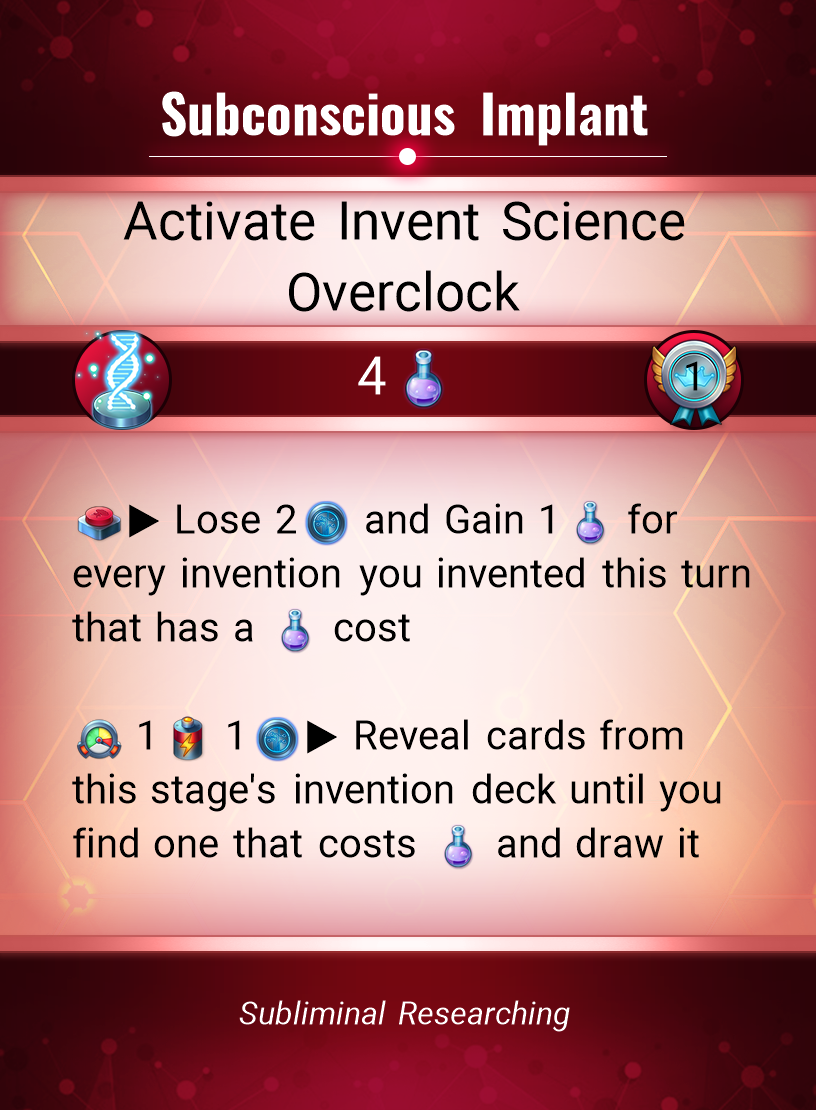 Subconscious Implant
Activate Invent Science
Overclock
4
1
▶ Lose 2 and Gain 1 for
every invention you invented this turn
that has a cost
1 1 ▶ Reveal cards from
this stage's invention deck until you
find one that costs and draw it
Subliminal Researching